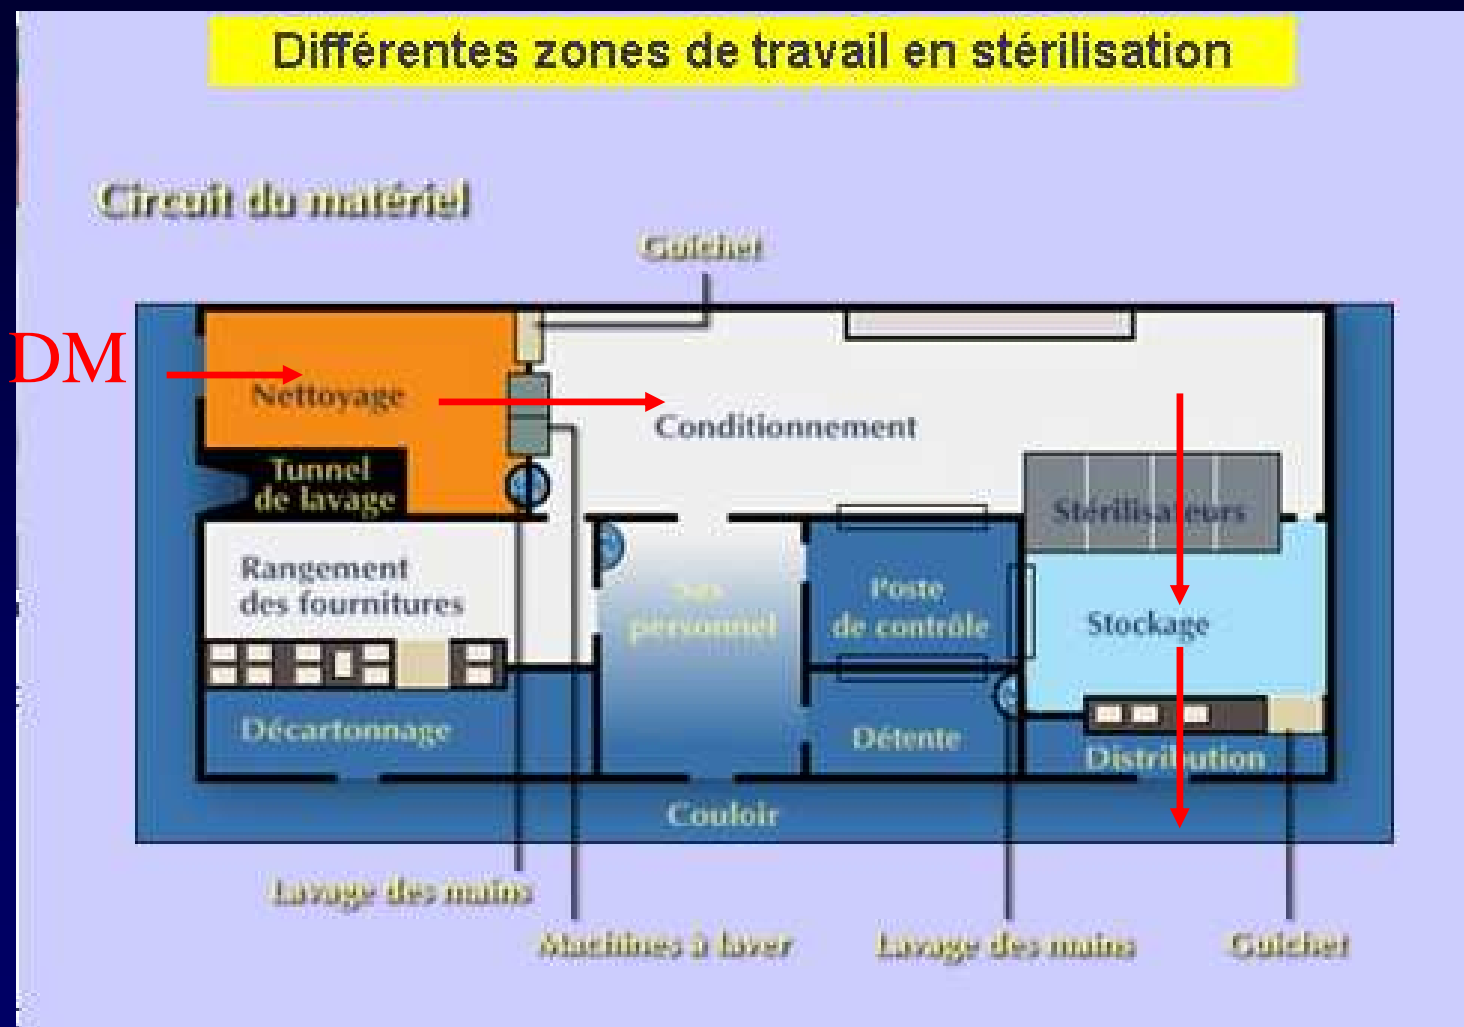 Différentes zones de travail en stérilisation
Circuit du matériel
Guichet
DM
Nettoyage
Conditionnement
Tunnel
de lavage
Stérilisateurs
Rangement
des fournitures
Sas
personnel
Poste
de contrôle
Stockage
Décartonnage
Détente
Distribution
Couloir
Lavage des mains
Machines à laver
Lavage des mains
Guichet